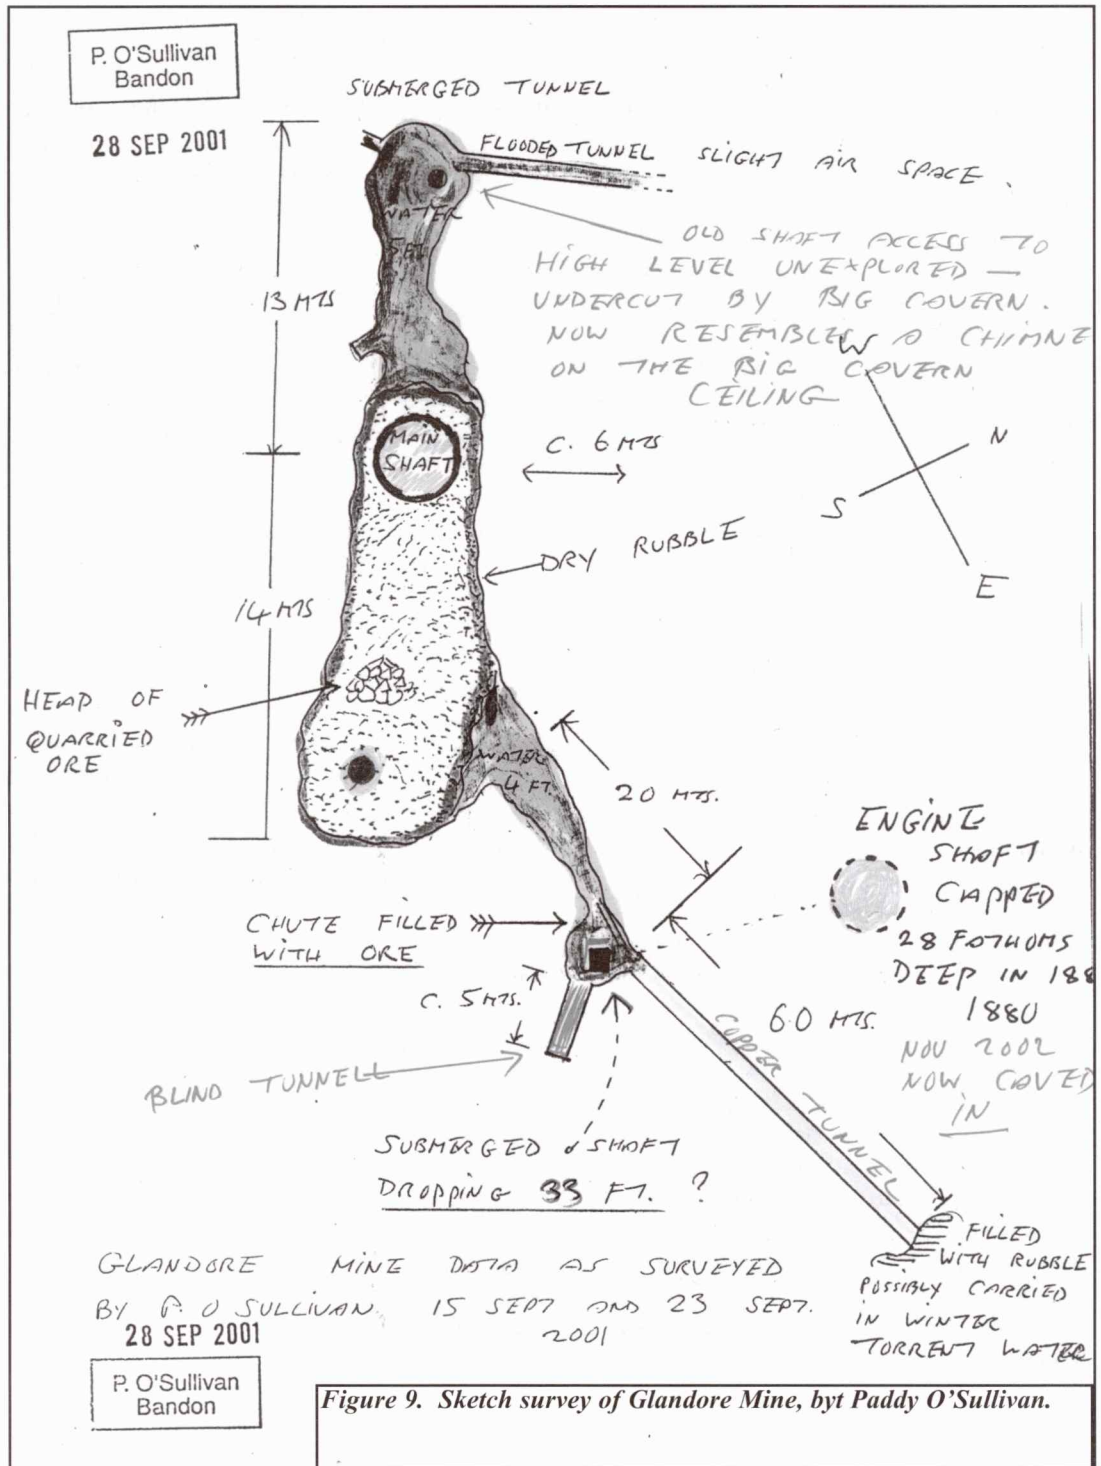 P. O'Sullivan
Bandon
28 SEP 2001
SUBMERGED TUNNEL
FLOODED TUNNEL SLIGHT AIR SPACE.
WATER
5 FT
OLD SHAFT ACCESS TO
HIGH LEVEL UNEXPLORED —
UNDERCUT BY BIG CAVERN.
NOW RESEMBLES A CHIMNE
ON THE BIG CAVERN
CEILING
13 MTS
MAIN
SHAFT
C. 6 MTS
W
N
S
E
DRY RUBBLE
14 MTS
HEAP OF
QUARRIED
ORE
WATER
4 FT.
20 MTS.
ENGINE
SHAFT
CAPPED
28 FATHOMS
DEEP IN 188
1880
NOV 2002
NOW CAVED
IN
CHUTE FILLED
WITH ORE
C. 5 MTS.
60 MTS.
COPPER TUNNEL
BLIND TUNNELL
SUBMERGED SHAFT
DROPPING 33 FT. ?
FILLED
WITH RUBBLE
POSSIBLY CARRIED
IN WINTER
TORRENT WATER
GLANDORE MINE DATA AS SURVEYED
BY P. O SULLIVAN 15 SEPT AND 23 SEPT.
2001
28 SEP 2001
P. O'Sullivan
Bandon
Figure 9. Sketch survey of Glandore Mine, byt Paddy O'Sullivan.